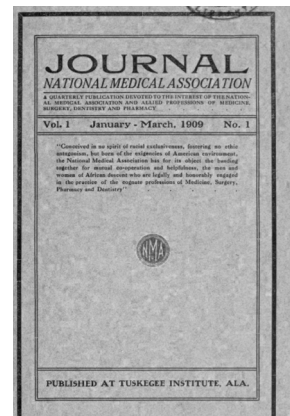 JOURNAL
NATIONAL MEDICAL ASSOCIATION
A QUARTERLY PUBLICATION DEVOTED TO THE INTEREST OF THE NATION-
AL MEDICAL ASSOCIATION AND ALLIED PROFESSIONS OF MEDICINE,
SURGERY, DENTISTRY AND PHARMACY
Vol. 1 January - March, 1909 No. 1
"Conceived in no spirit of racial exclusiveness, fostering no ethic
antagonism, but born of the exigencies of American environment,
the National Medical Association has for its object the banding
together for mutual co-operation and helpfulness, the men and
women of African descent who are legally and honorably engaged
in the practice of the cognate professions of Medicine, Surgery,
Pharmacy and Dentistry"
NMA
PUBLISHED AT TUSKEGEE INSTITUTE, ALA.